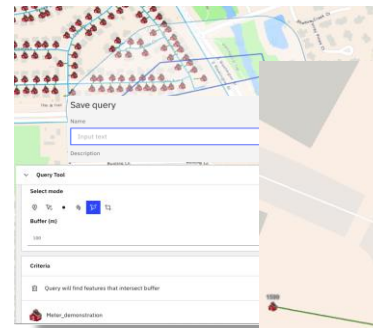 Save query
Name
Input text
Description
Query Tool
Select mode
Buffer (m)
100
Criteria
Query will find features that intersect buffer
Meter_demonstration